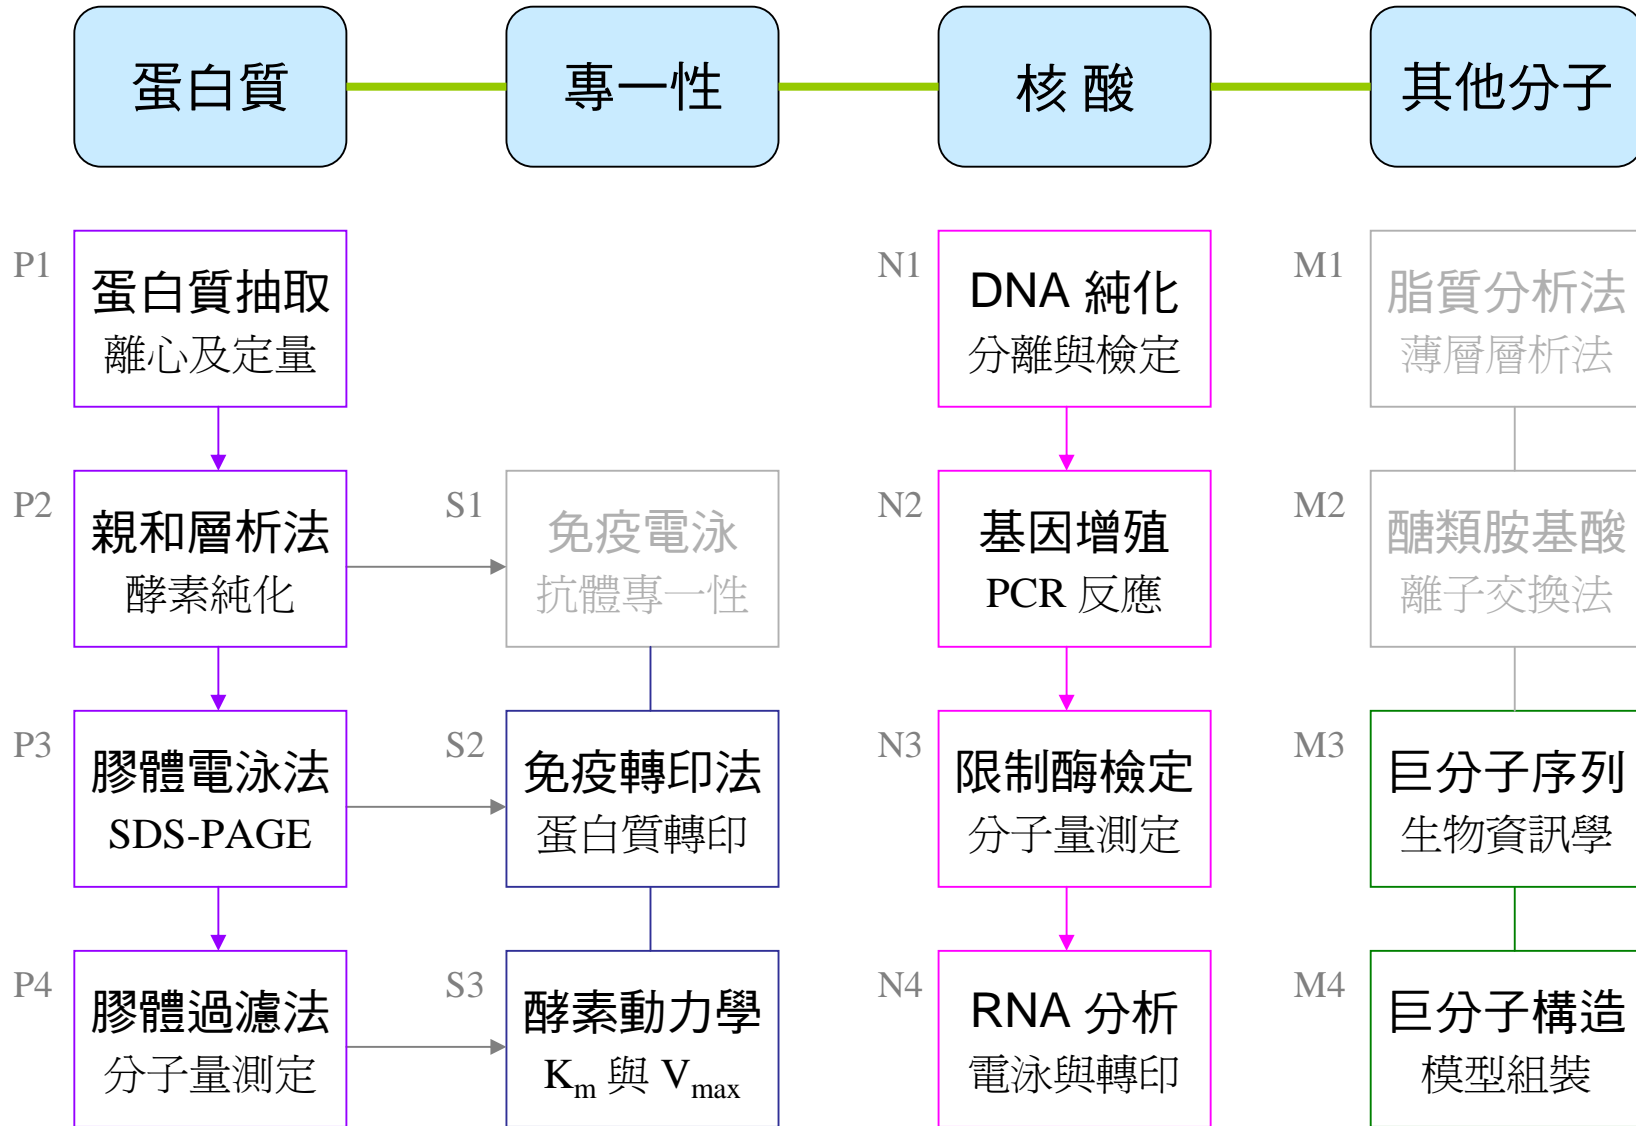 蛋白質
專一性
核 酸
其他分子
P1
蛋白質抽取
離心及定量
N1
DNA 純化
分離與檢定
M1
脂質分析法
薄層層析法
P2
親和層析法
酵素純化
S1
免疫電泳
抗體專一性
N2
基因增殖
PCR 反應
M2
醣類胺基酸
離子交換法
P3
膠體電泳法
SDS-PAGE
S2
免疫轉印法
蛋白質轉印
N3
限制酶檢定
分子量測定
M3
巨分子序列
生物資訊學
P4
膠體過濾法
分子量測定
S3
酵素動力學
Km 與 Vmax
N4
RNA 分析
電泳與轉印
M4
巨分子構造
模型組裝